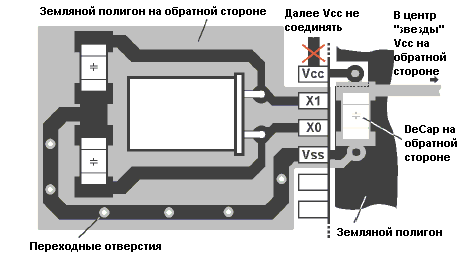 Земляной полигон на обратной стороне
Далее Vcc не
соенять
В центр
"звезды"
Vcc на
обратной
стороне
Vcc
X1
X0
Vss
DeCap на
обратной
стороне
Земляной полигон
Переходные отверстия